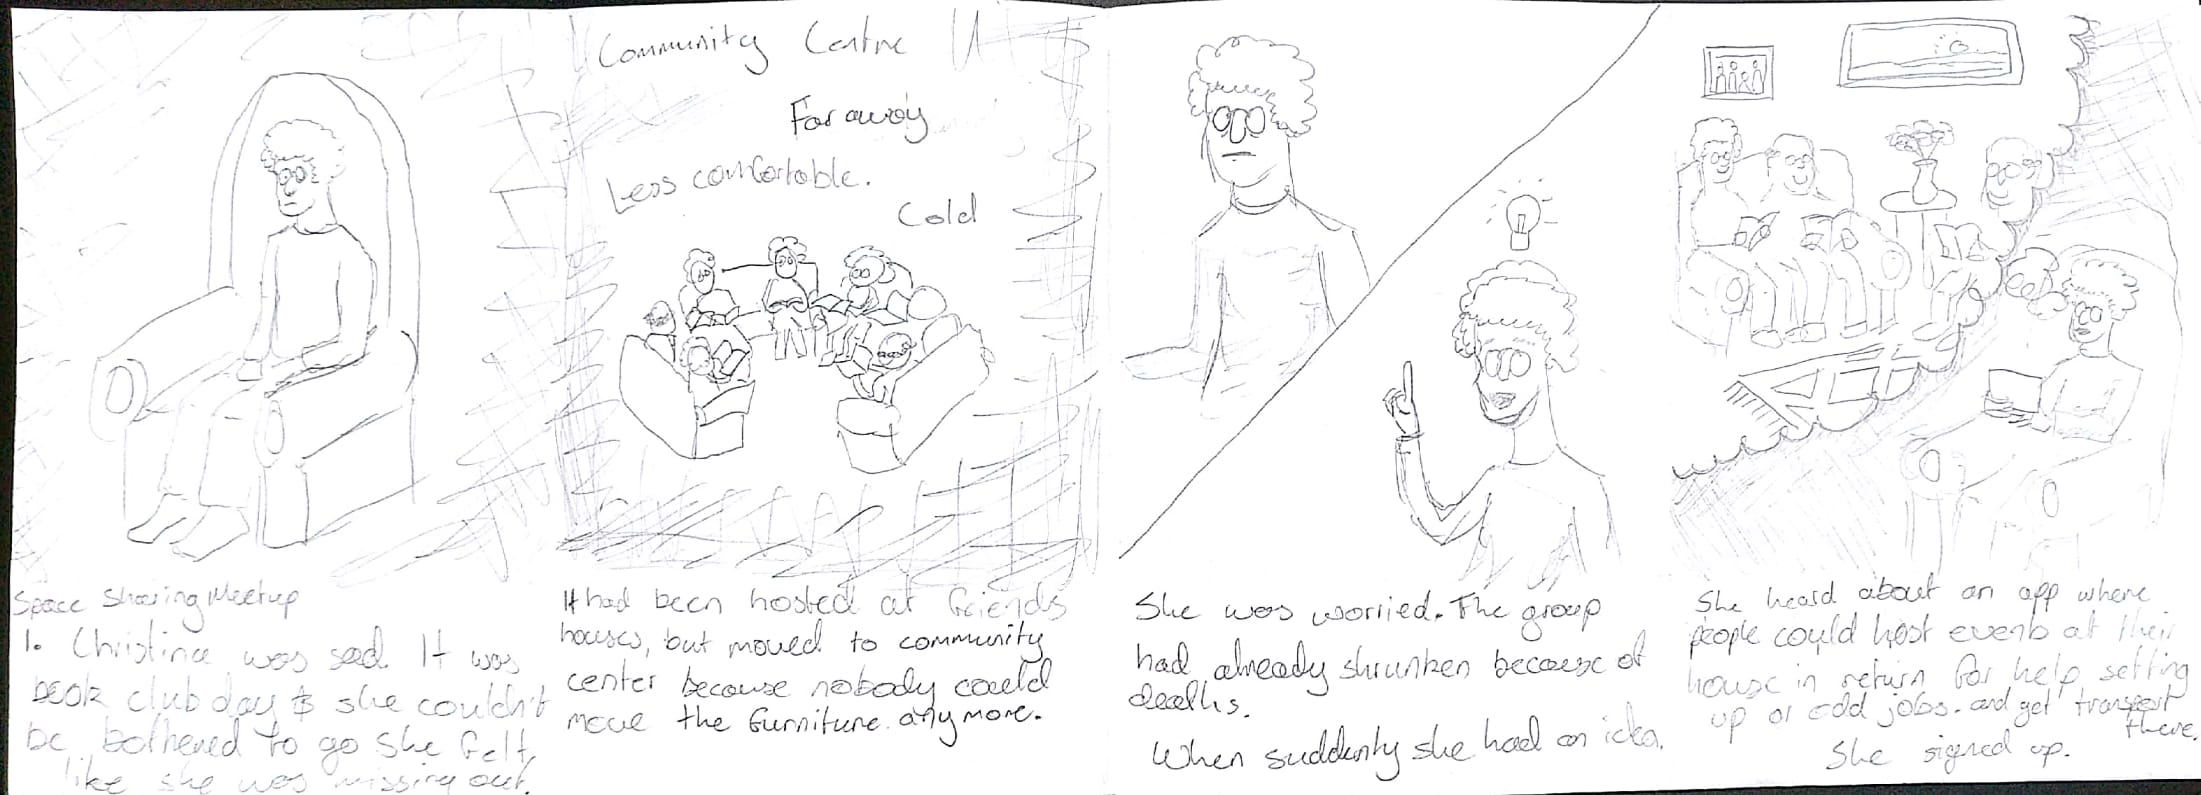 Space Sharing Meetup
1. Christina was sad. It was
book club day & she couldn't
be bothered to go she felt
like she was missing out.
Community Centre
Far away
Less comfortable.
Cold
It had been hosted at friends
houses, but moved to community
center because nobody could
move the furniture anymore.
She was worried. The group
had already shrunken because of
deaths.
When suddenly she had an idea.
She heard about an app where
people could host events at their
house in return for help setting
up or odd jobs. and get transport
there.
She signed up.